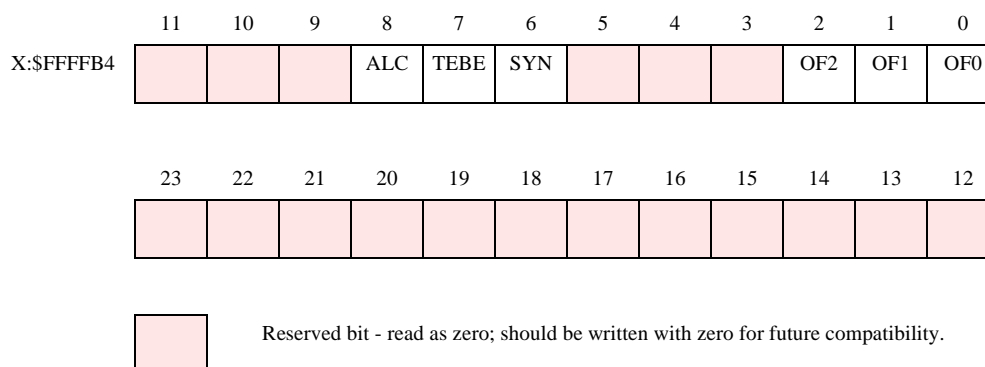 11 10 9 8 7 6 5 4 3 2 1 0
X:$FFFFB4 ALC TEBE SYN OF2 OF1 OF0
23 22 21 20 19 18 17 16 15 14 13 12
Reserved bit - read as zero; should be written with zero for future compatibility.